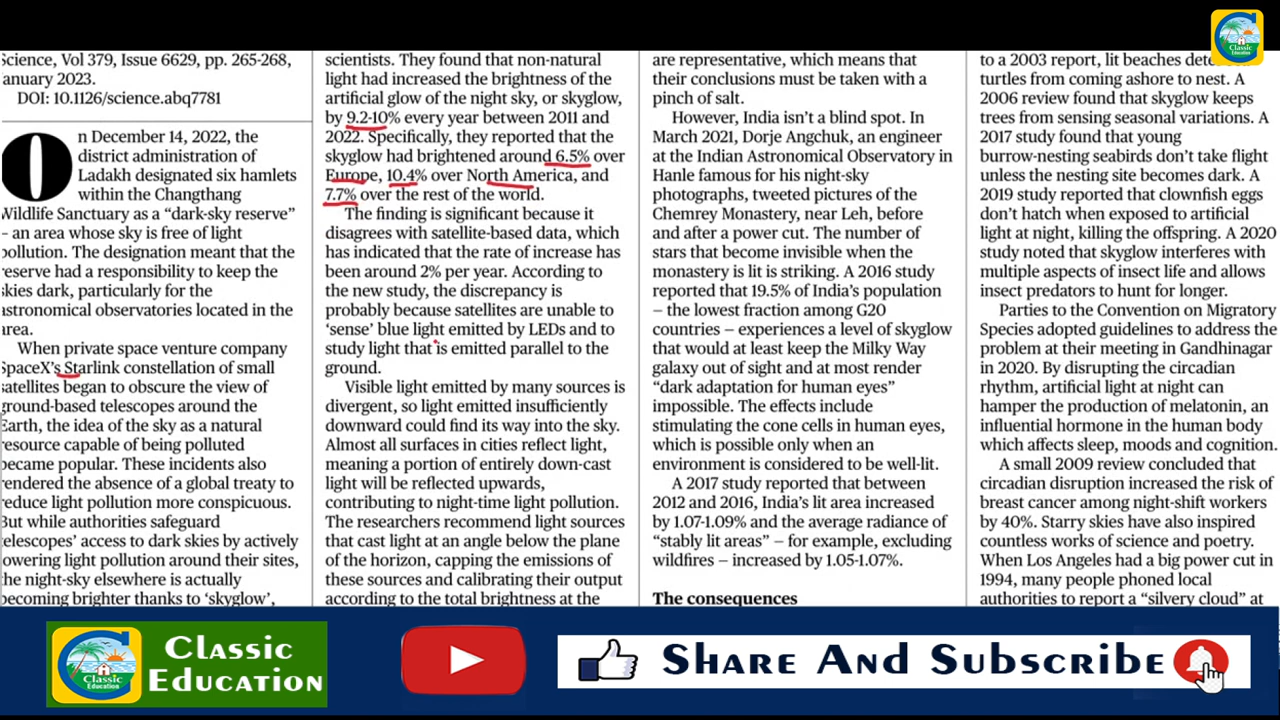 Science, Vol 379, Issue 6629, pp. 265-268,
January 2023.
DOI: 10.1126/science.abq7781
On December 14, 2022, the
district administration of
Ladakh designated six hamlets
within the Changthang
Wildlife Sanctuary as a “dark-sky reserve”
– an area whose sky is free of light
pollution. The designation meant that the
reserve had a responsibility to keep the
skies dark, particularly for the
astronomical observatories located in the
area.
When private space venture company
SpaceX’s Starlink constellation of small
satellites began to obscure the view of
ground-based telescopes around the
Earth, the idea of the sky as a natural
resource capable of being polluted
became popular. These incidents also
rendered the absence of a global treaty to
reduce light pollution more conspicuous.
But while authorities safeguard
telescopes’ access to dark skies by actively
lowering light pollution around their sites,
the night-sky elsewhere is actually
becoming brighter thanks to ‘skyglow’,
scientists. They found that non-natural
light had increased the brightness of the
artificial glow of the night sky, or skyglow,
by 9.2-10% every year between 2011 and
2022. Specifically, they reported that the
skyglow had brightened around 6.5% over
Europe, 10.4% over North America, and
7.7% over the rest of the world.
The finding is significant because it
disagrees with satellite-based data, which
has indicated that the rate of increase has
been around 2% per year. According to
the new study, the discrepancy is
probably because satellites are unable to
‘sense’ blue light emitted by LEDs and to
study light that is emitted parallel to the
ground.
Visible light emitted by many sources is
divergent, so light emitted insufficiently
downward could find its way into the sky.
Almost all surfaces in cities reflect light,
meaning a portion of entirely down-cast
light will be reflected upwards,
contributing to night-time light pollution.
The researchers recommend light sources
that cast light at an angle below the plane
of the horizon, capping the emissions of
these sources and calibrating their output
according to the total brightness at the
are representative, which means that
their conclusions must be taken with a
pinch of salt.
However, India isn’t a blind spot. In
March 2021, Dorje Angchuk, an engineer
at the Indian Astronomical Observatory in
Hanle famous for his night-sky
photographs, tweeted pictures of the
Chemrey Monastery, near Leh, before
and after a power cut. The number of
stars that become invisible when the
monastery is lit is striking. A 2016 study
reported that 19.5% of India’s population
– the lowest fraction among G20
countries – experiences a level of skyglow
that would at least keep the Milky Way
galaxy out of sight and at most render
“dark adaptation for human eyes”
impossible. The effects include
stimulating the cone cells in human eyes,
which is possible only when an
environment is considered to be well-lit.
A 2017 study reported that between
2012 and 2016, India’s lit area increased
by 1.07-1.09% and the average radiance of
“stably lit areas” – for example, excluding
wildfires – increased by 1.05-1.07%.
The consequences
to a 2003 report, lit beaches
turtles from coming ashore to nest. A
2006 review found that skyglow keeps
trees from sensing seasonal variations. A
2017 study found that young
burrow-nesting seabirds don’t take flight
unless the nesting site becomes dark. A
2019 study reported that clownfish eggs
don’t hatch when exposed to artificial
light at night, killing the offspring. A 2020
study noted that skyglow interferes with
multiple aspects of insect life and allows
insect predators to hunt for longer.
Parties to the Convention on Migratory
Species adopted guidelines to address the
problem at their meeting in Gandhinagar
in 2020. By disrupting the circadian
rhythm, artificial light at night can
hamper the production of melatonin, an
influential hormone in the human body
which affects sleep, moods and cognition.
A small 2009 review concluded that
circadian disruption increased the risk of
breast cancer among night-shift workers
by 40%. Starry skies have also inspired
countless works of science and poetry.
When Los Angeles had a big power cut in
1994, many people phoned local
authorities to report a “silvery cloud” at
Classic
Education
Classic
Education
Classic
Education
Share And Subscribe